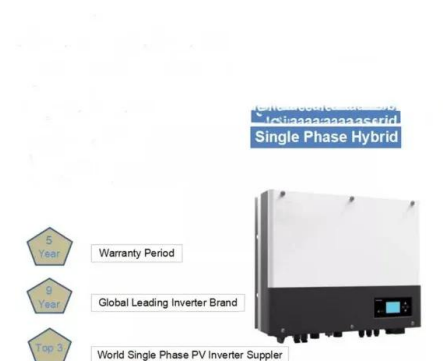 Single Phase Hybrid
5
Year
Warranty Period
9
Year
Global Leading Inverter Brand
Top 3
World Single Phase PV Inverter Suppler